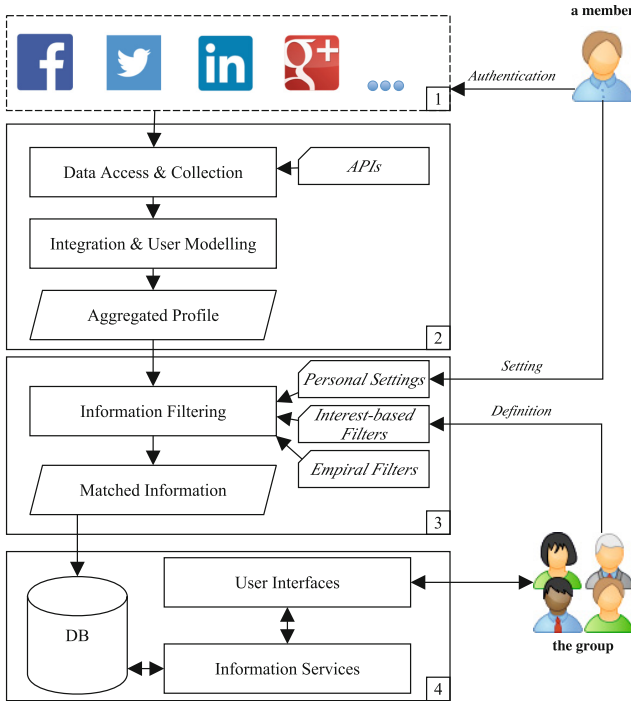 a member
f
in
g+
Authentication
1
Data Access & Collection
APIs
Integration & User Modelling
Aggregated Profile
2
Personal Settings
Setting
Information Filtering
Interest-based
Filters
Definition
Empiral Filters
Matched Information
3
User Interfaces
DB
the group
Information Services
4